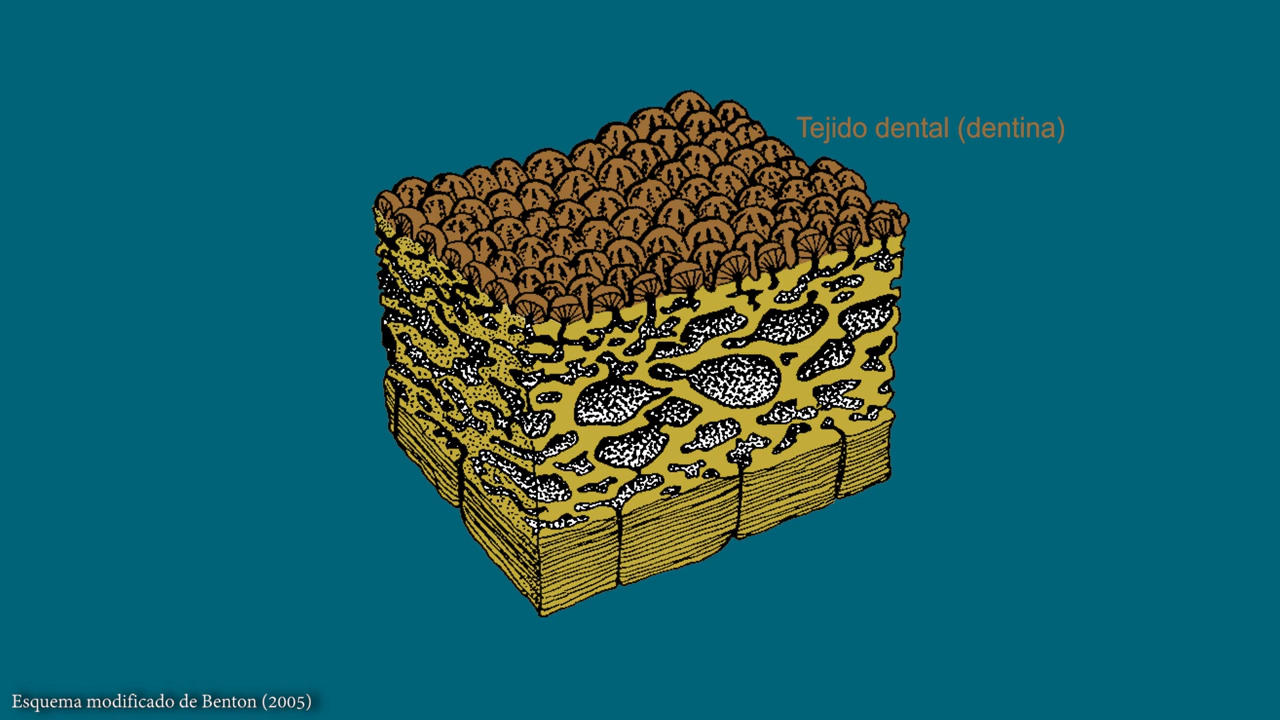 Tejido dental (dentina)
Esquema modificado de Benton (2005)